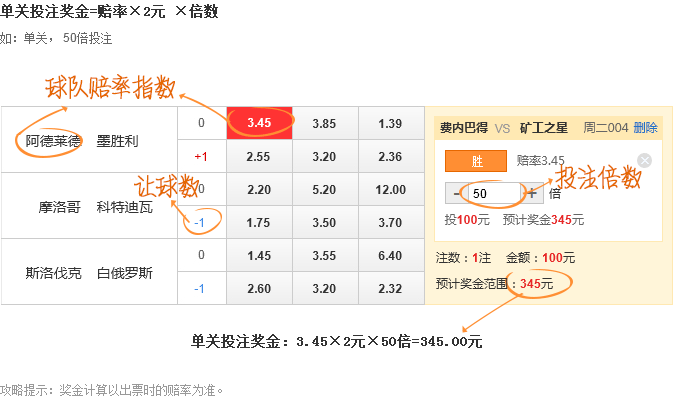 单关投注奖金=赔率×2元 ×倍数
如：单关，50倍投注
球队赔率指数
阿德莱德 墨胜利 0 3.45 3.85 1.39
+1 2.55 3.20 2.36
让球数
摩洛哥 科特迪瓦 0 2.20 5.20 12.00
-1 1.75 3.50 3.70
斯洛伐克 白俄罗斯 0 1.45 3.55 6.40
-1 2.60 3.20 2.32
费内巴得 VS 矿工之星 周二004 删除
胜 赔率3.45
- 50 + 倍 投注倍数
投100元 预计奖金345元
注数：1注 金额：100元
预计奖金范围：345元
单关投注奖金：3.45×2元×50倍=345.00元
攻略提示：奖金计算以出票时的赔率为准。